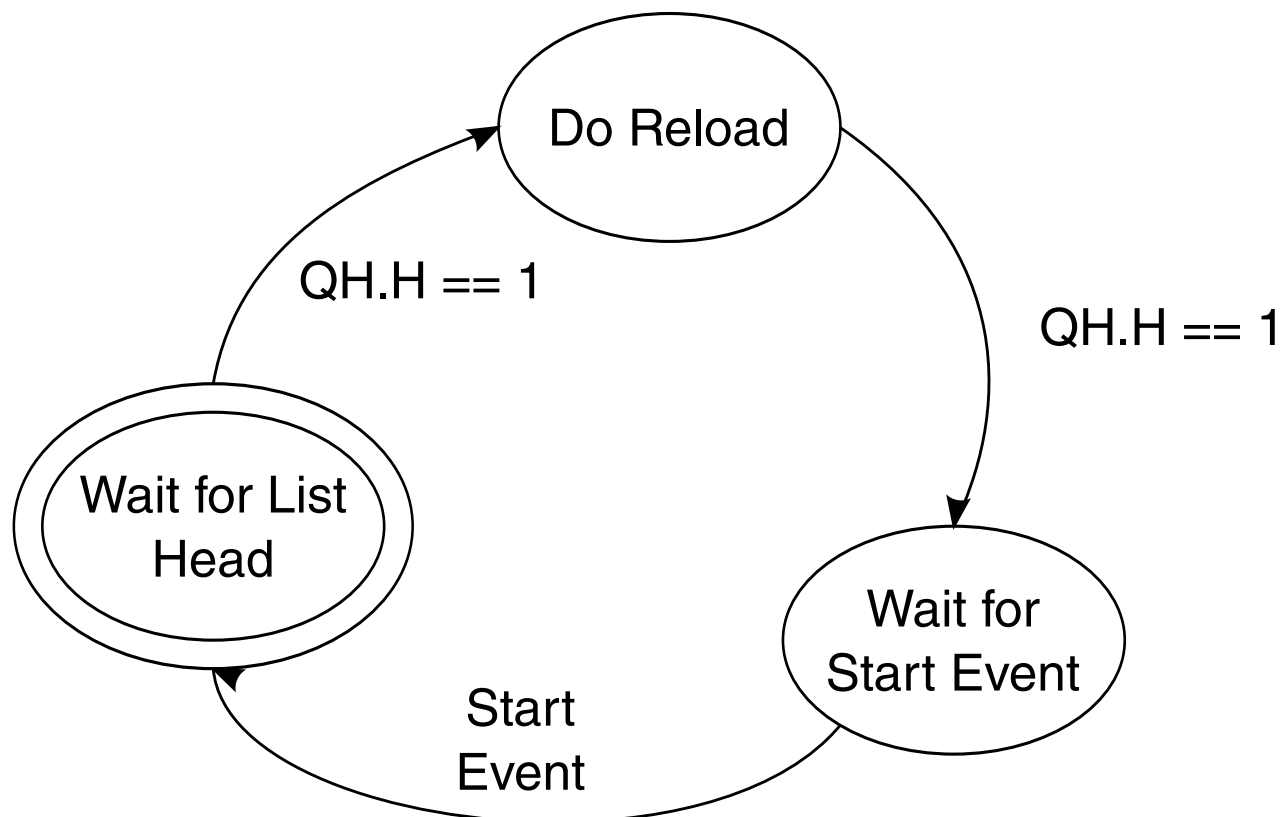 Do Reload
QH.H == 1
QH.H == 1
Wait for List
Head
Wait for
Start Event
Start
Event